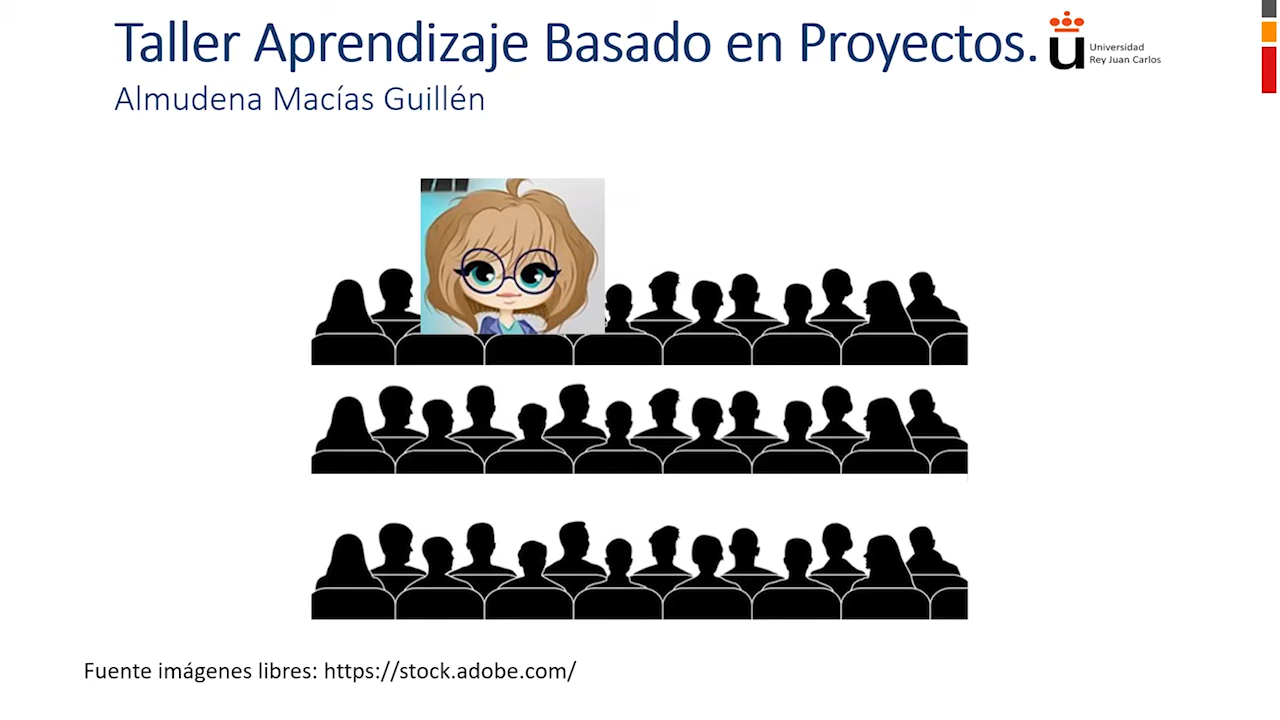 Taller Aprendizaje Basado en Proyectos.
Universidad
Rey Juan Carlos
Almudena Macías Guillén
Fuente imágenes libres: https://stock.adobe.com/